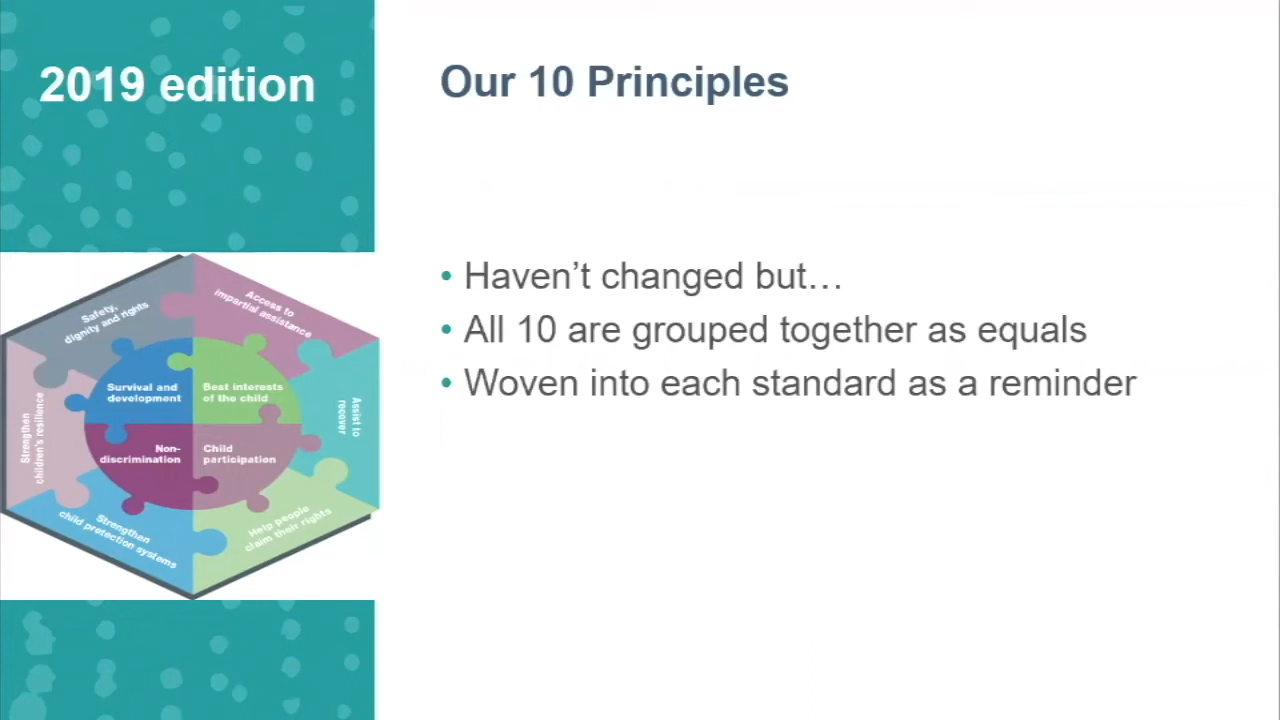 2019 edition
Our 10 Principles
• Haven’t changed but…
• All 10 are grouped together as equals
• Woven into each standard as a reminder
Safety,
dignity and rights
Access to
impartial assistance
Assist to
recover
Help people
claim their rights
Strengthen
child protection systems
Strengthen
children's resilience
Survival and
development
Best interests
of the child
Non-
discrimination
Child
participation